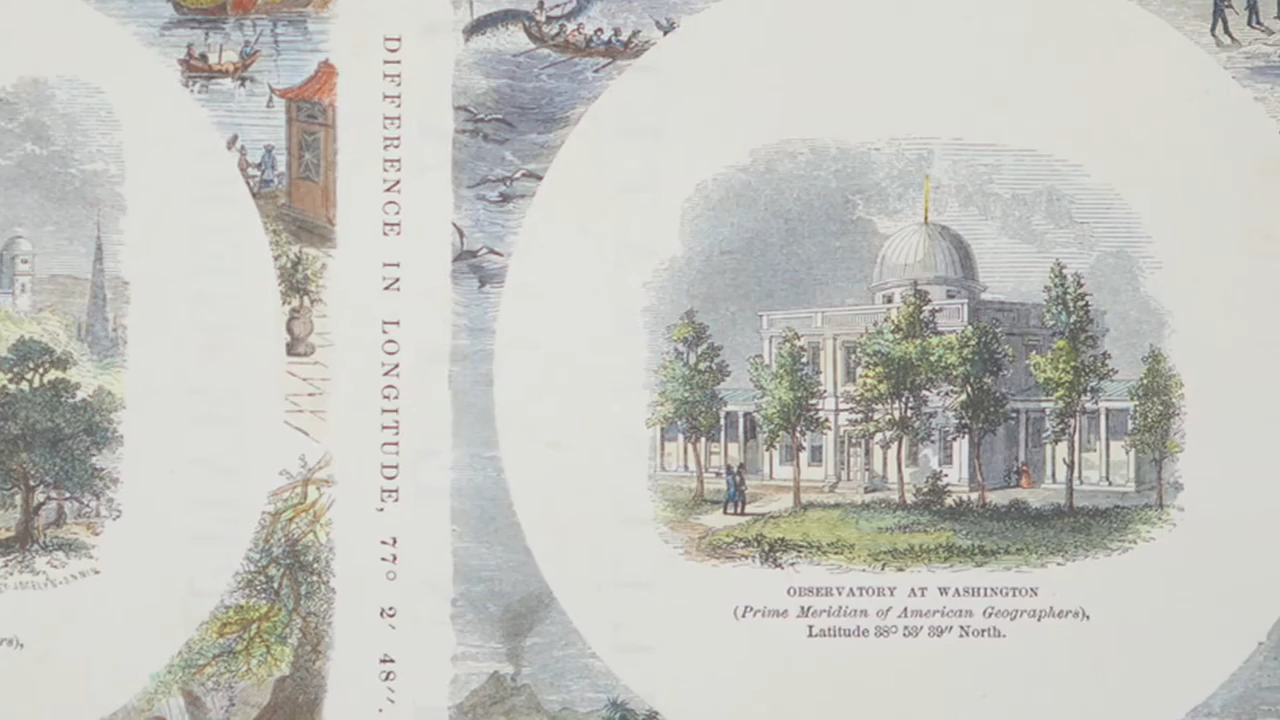 DIFFERENCE IN LONGITUDE, 77° 2′ 48″.
OBSERVATORY AT WASHINGTON
(Prime Meridian of American Geographers),
Latitude 38° 53′ 39″ North.